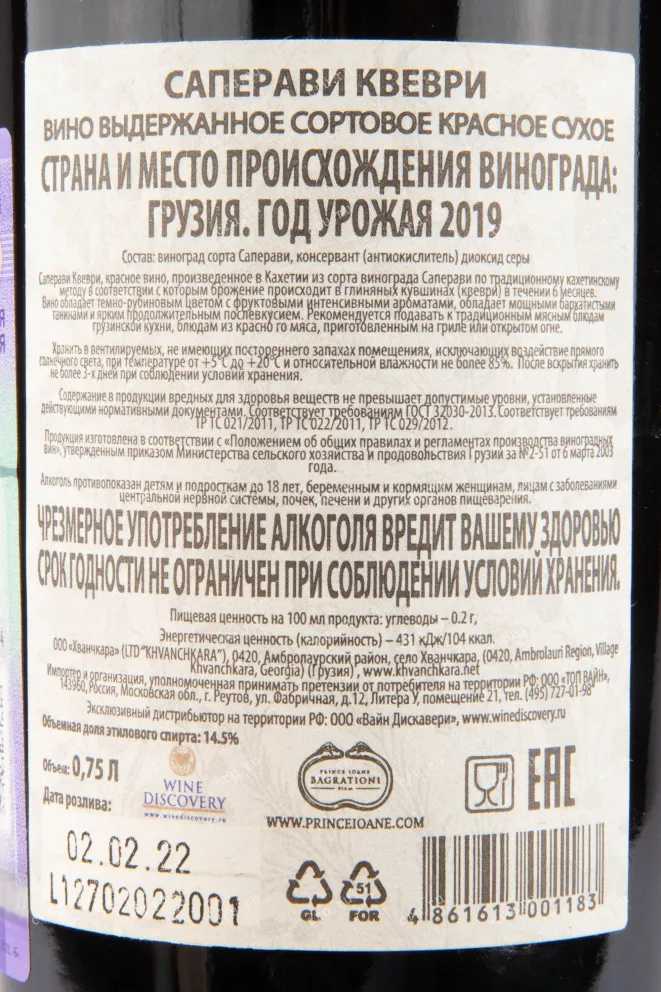 САПЕРАВИ КВЕВРИ
ВИНО ВЫДЕРЖАННОЕ СОРТОВОЕ КРАСНОЕ СУХОЕ
СТРАНА И МЕСТО ПРОИСХОЖДЕНИЯ ВИНОГРАДА:
ГРУЗИЯ. ГОД УРОЖАЯ 2019
Состав: виноград сорта Саперави, консервант (антиокислитель) диоксид серы
Саперави Квеври, красное вино, произведенное в Кахетии из сорта винограда Саперави по традиционному кахетинскому
методу в соответствии с которым брожение происходит в глиняных кувшинах (квеври) в течении 6 месяцев.
Вино обладает темно-рубиновым цветом с фруктовыми интенсивными ароматами, обладает мощными бархатистыми
танинами и ярким продолжительным послевкусием. Рекомендуется подавать к традиционным мясным блюдам
грузинской кухни, блюдам из красно го мяса, приготовленным на гриле или открытом огне.
Хранить в вентилируемых, не имеющих постороннего запахах помещениях, исключающих воздействие прямого
солнечного света, при температуре от +5°C до +20°C и относительной влажности не более 85%. После вскрытия хранить
не более 3-х дней при соблюдении условий хранения.
Содержание в продукции вредных для здоровья веществ не превышает допустимые уровни, установленные
действующими нормативными документами. Соответствует требованиям ГОСТ 32030-2013. Соответствует требованиям
ТР ТС 021/2011, ТР ТС 022/2011, ТР ТС 029/2012.
Продукция изготовлена в соответствии с «Положением об общих правилах и регламентах производства виноградных
вин», утвержденным приказом Министерства сельского хозяйства и продовольствия Грузии за №2-51 от 6 марта 2003
года.
Алкоголь противопоказан детям и подросткам до 18 лет, беременным и кормящим женщинам, лицам с заболеваниями
центральной нервной системы, почек, печени и других органов пищеварения.
ЧРЕЗМЕРНОЕ УПОТРЕБЛЕНИЕ АЛКОГОЛЯ ВРЕДИТ ВАШЕМУ ЗДОРОВЬЮ
СРОК ГОДНОСТИ НЕ ОГРАНИЧЕН ПРИ СОБЛЮДЕНИИ УСЛОВИЙ ХРАНЕНИЯ.
Пищевая ценность на 100 мл продукта: углеводы – 0.2 г,
Энергетическая ценность (калорийность) – 431 кДж/104 ккал.
ООО «Хванчкара» (LTD "KHVANCHKARA"), 0420, Амбролаурский район, село Хванчкара, (0420, Ambrolauri Region, Village
Khvanchkara, Georgia) (Грузия) , www.khvanchkara.net
Импортер и организация, уполномоченная принимать претензии от потребителя на территории РФ: ООО «ТОП ВАЙН»,
143960, Россия, Московская обл., г. Реутов, ул. Фабричная, д.12, Литера У, помещение 21, тел. (495) 727-01-98
Эксклюзивный дистрибьютор на территории РФ: ООО «Вайн Дискавери», www.winediscovery.ru
Объемная доля этилового спирта: 14.5%
Объем: 0,75 Л
Дата розлива:
WINE
DISCOVERY
www.winediscovery.ru
PRINCE IOANE
BAGRATIONI
WWW.PRINCEIOANE.COM
EAC
02.02.22
L12702022001
GL
51
FOR
4 861613 001183